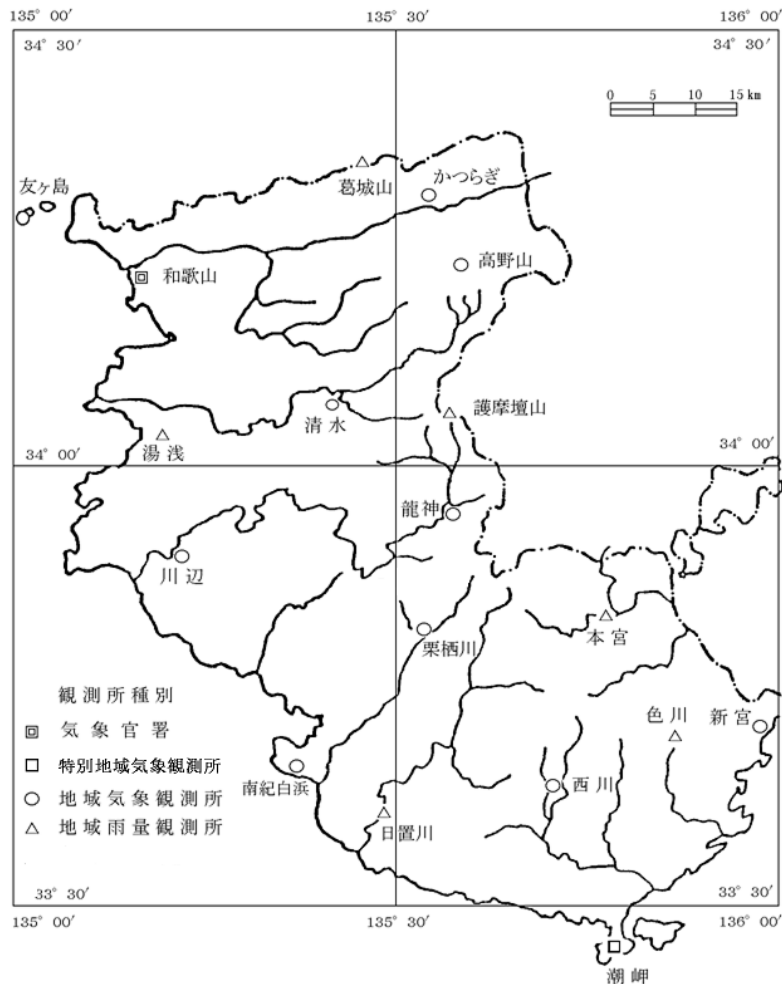 135° 00′
135° 30′
136° 00′
34° 30′
34° 30′
0 5 10 15 km
友ヶ島
葛城山
かつらぎ
和歌山
高野山
清水
護摩壇山
湯浅
34° 00′
34° 00′
龍神
川辺
栗栖川
本宮
観測所種別
気象官署
特別地域気象観測所
地域気象観測所
地域雨量観測所
色川
新宮
南紀白浜
西川
日置川
33° 30′
33° 30′
135° 00′
135° 30′
136° 00′
潮岬